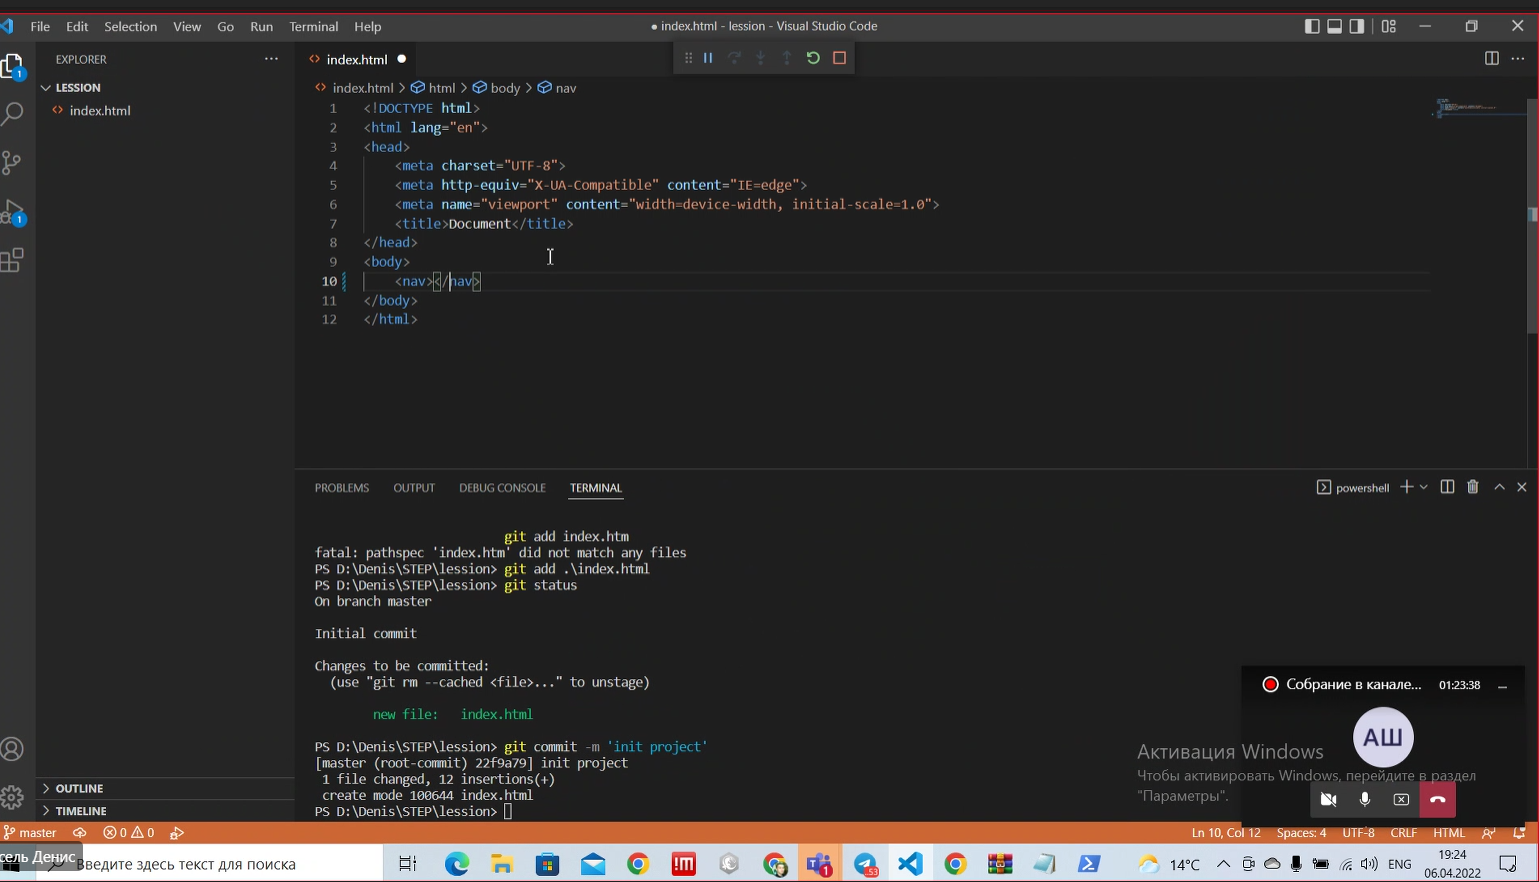 File Edit Selection View Go Run Terminal Help
● index.html - lession - Visual Studio Code
EXPLORER
LESSION
index.html
1
1
index.html
index.html > html > body > nav
1 <!DOCTYPE html>
2 <html lang="en">
3 <head>
4 <meta charset="UTF-8">
5 <meta http-equiv="X-UA-Compatible" content="IE=edge">
6 <meta name="viewport" content="width=device-width, initial-scale=1.0">
7 <title>Document</title>
8 </head>
9 <body>
10 <nav></nav>
11 </body>
12 </html>
PROBLEMS OUTPUT DEBUG CONSOLE TERMINAL
powershell
git add index.htm
fatal: pathspec 'index.htm' did not match any files
PS D:\Denis\STEP\lession> git add .\index.html
PS D:\Denis\STEP\lession> git status
On branch master
Initial commit
Changes to be committed:
(use "git rm --cached <file>..." to unstage)
new file: index.html
PS D:\Denis\STEP\lession> git commit -m 'init project'
[master (root-commit) 22f9a79] init project
1 file changed, 12 insertions(+)
create mode 100644 index.html
PS D:\Denis\STEP\lession>
OUTLINE
TIMELINE
Собрание в канале... 01:23:38
АШ
Активация Windows
Чтобы активировать Windows, перейдите в раздел
"Параметры".
master 0 0
Ln 10, Col 12 Spaces: 4 UTF-8 CRLF HTML
сель Денис
Введите здесь текст для поиска
1
53
14°C
ENG
19:24
06.04.2022